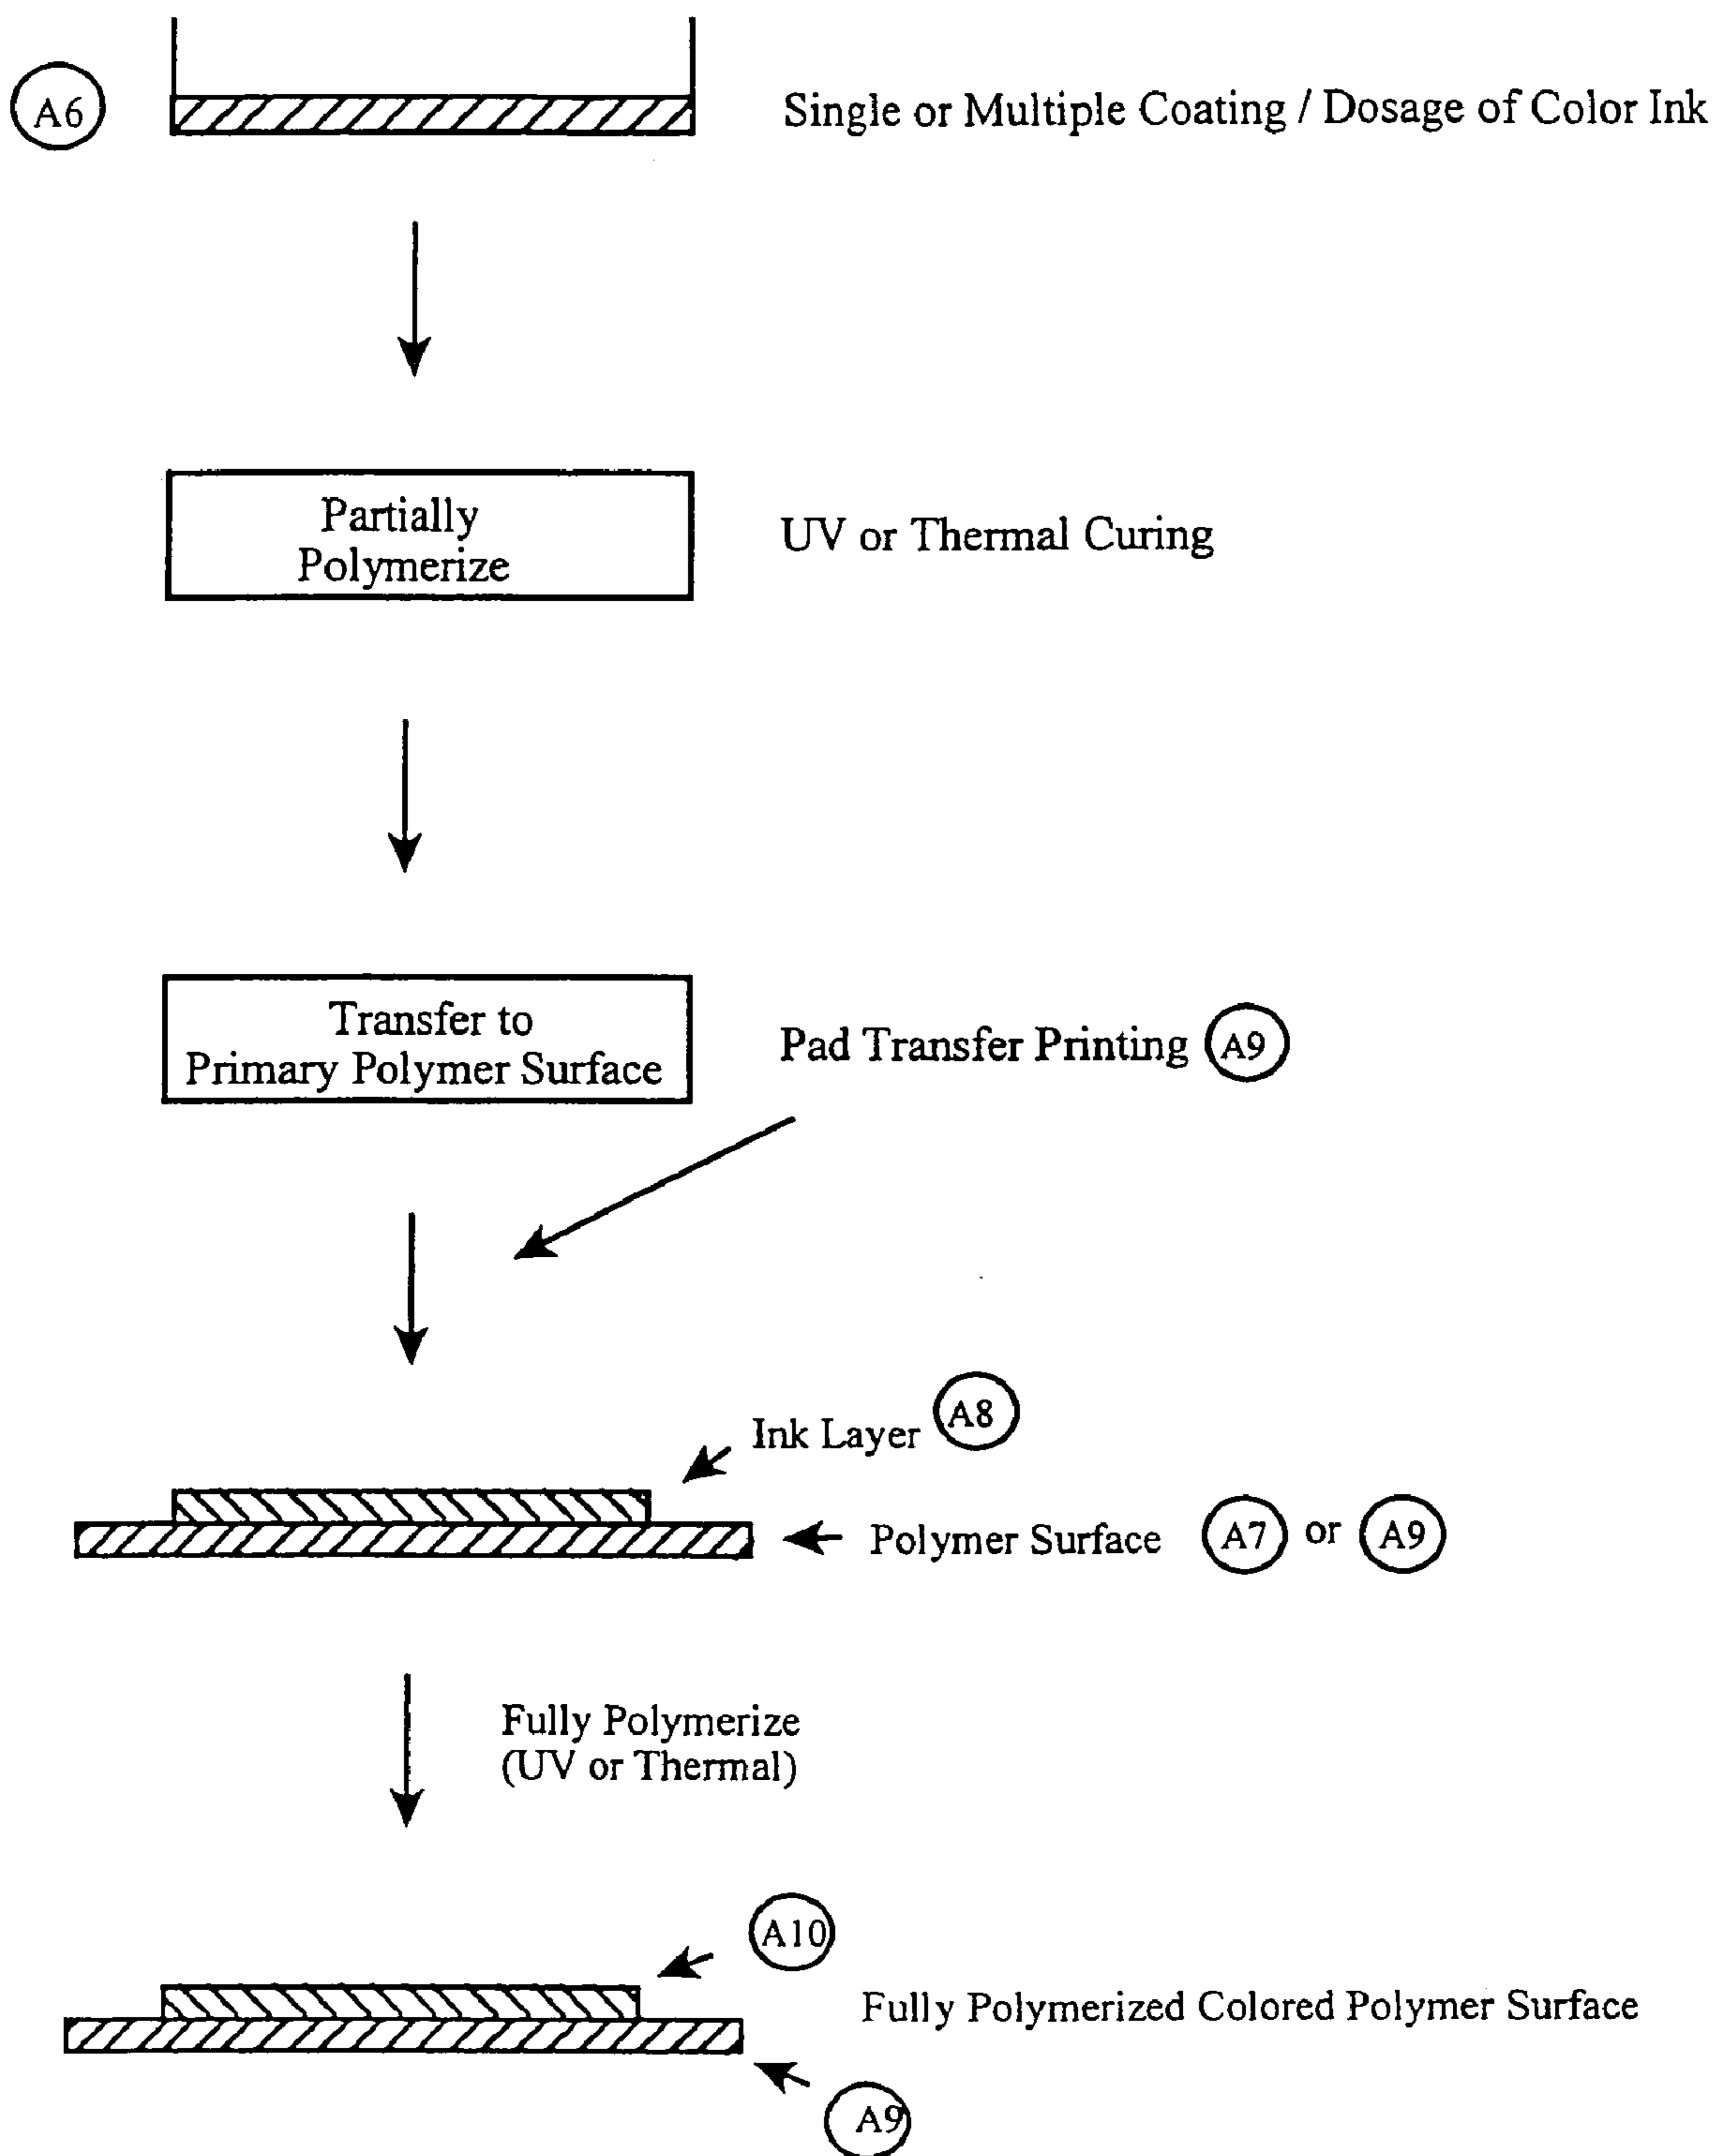 A6
Single or Multiple Coating / Dosage of Color Ink
Partially
Polymerize
UV or Thermal Curing
Transfer to
Primary Polymer Surface
Pad Transfer Printing A9
Ink Layer A8
Polymer Surface A7 or A9
Fully Polymerize
(UV or Thermal)
A10
Fully Polymerized Colored Polymer Surface
A9